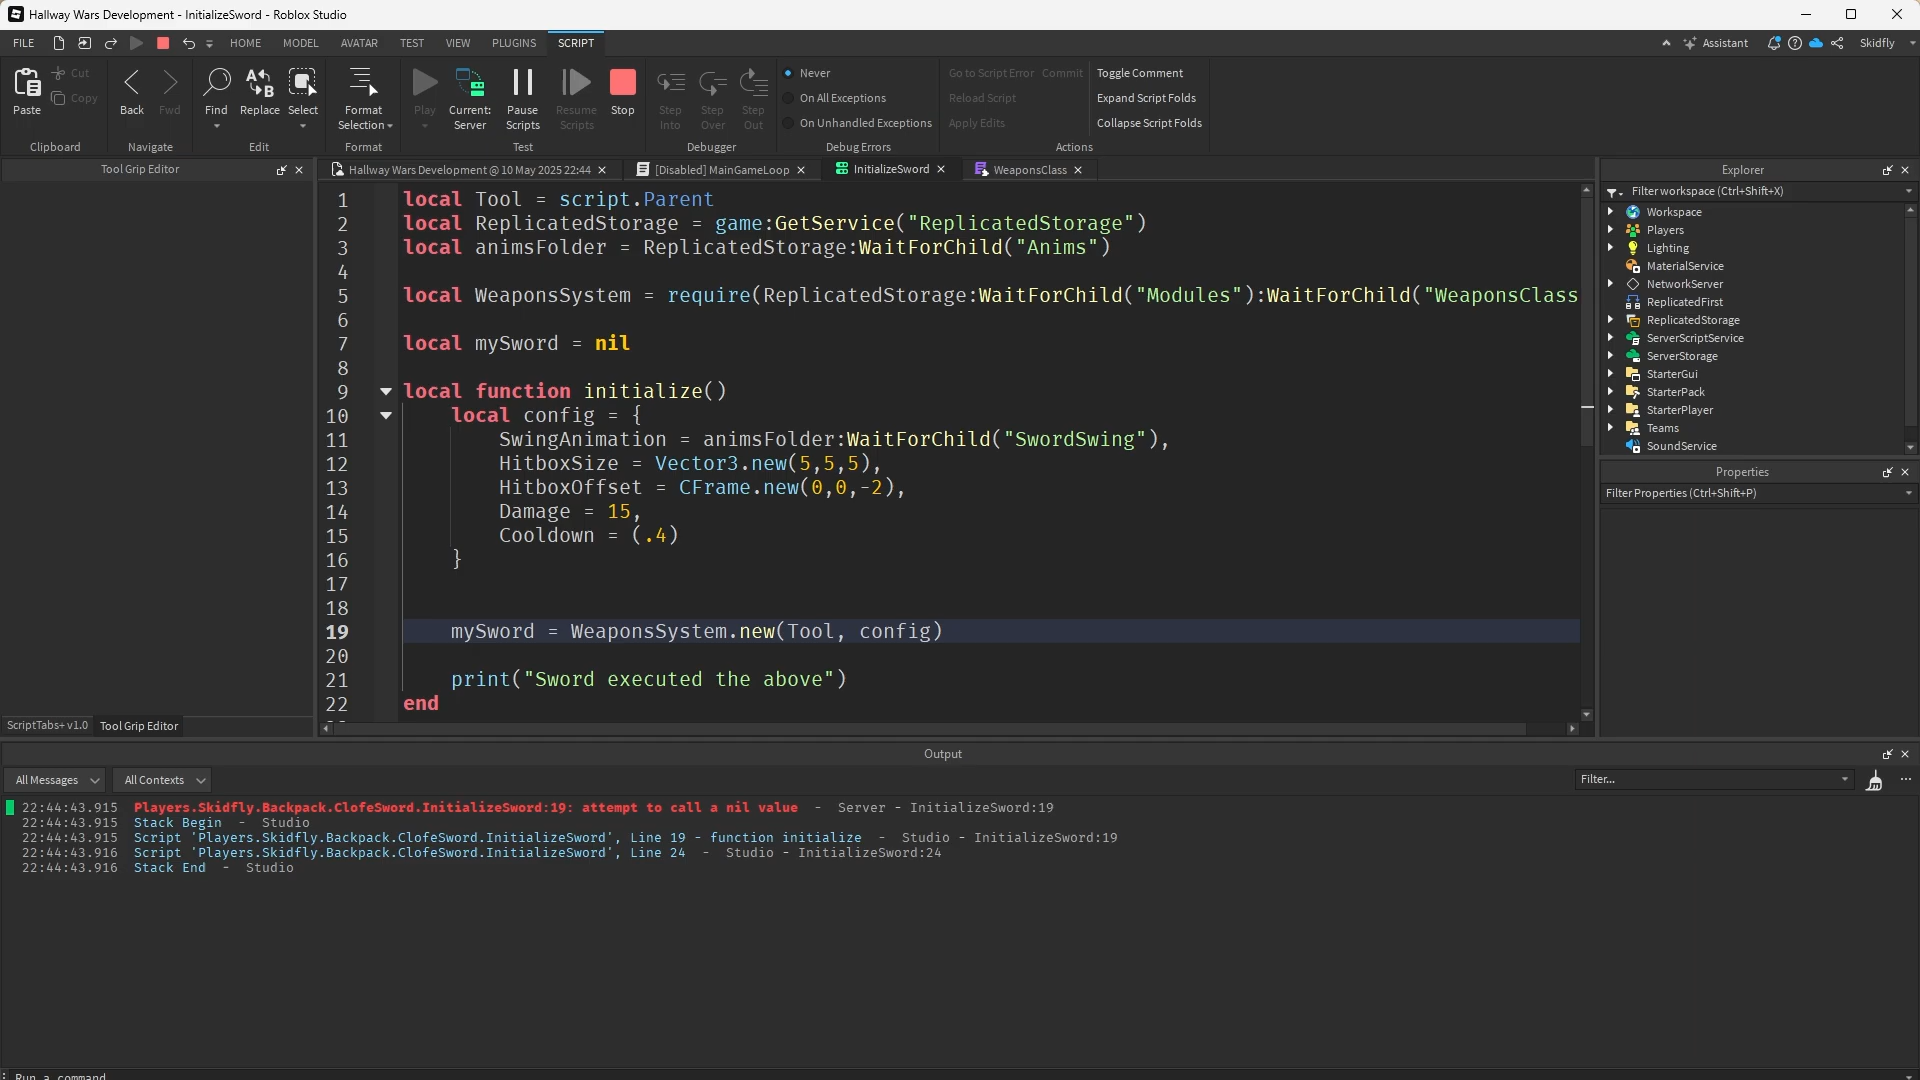 Hallway Wars Development - InitializeSword - Roblox Studio
FILE HOME MODEL AVATAR TEST VIEW PLUGINS SCRIPT Assistant Skidfly
Paste Cut Copy
Clipboard
Back Fwd
Navigate
Find Replace Select
Edit
Format Selection
Format
Play Current: Server Pause Scripts Resume Scripts Stop
Test
Step Into Step Over Step Out
Debugger
Never
On All Exceptions
On Unhandled Exceptions
Debug Errors
Go to Script Error Commit
Reload Script
Apply Edits
Toggle Comment
Expand Script Folds
Collapse Script Folds
Actions
Tool Grip Editor
ScriptTabs+ v1.0 Tool Grip Editor
Hallway Wars Development @ 10 May 2025 22:44 [Disabled] MainGameLoop InitializeSword WeaponsClass
1 local Tool = script.Parent
2 local ReplicatedStorage = game:GetService("ReplicatedStorage")
3 local animsFolder = ReplicatedStorage:WaitForChild("Anims")
4
5 local WeaponsSystem = require(ReplicatedStorage:WaitForChild("Modules"):WaitForChild("WeaponsClass
6
7 local mySword = nil
8
9 local function initialize()
10 local config = {
11 SwingAnimation = animsFolder:WaitForChild("SwordSwing"),
12 HitboxSize = Vector3.new(5,5,5),
13 HitboxOffset = CFrame.new(0,0,-2),
14 Damage = 15,
15 Cooldown = (.4)
16 }
17
18
19 mySword = WeaponsSystem.new(Tool, config)
20
21 print("Sword executed the above")
22 end
Explorer
Filter workspace (Ctrl+Shift+X)
Workspace
Players
Lighting
MaterialService
NetworkServer
ReplicatedFirst
ReplicatedStorage
ServerScriptService
ServerStorage
StarterGui
StarterPack
StarterPlayer
Teams
SoundService
Properties
Filter Properties (Ctrl+Shift+P)
Output
All Messages All Contexts Filter...
22:44:43.915 Players.Skidfly.Backpack.ClofeSword.InitializeSword:19: attempt to call a nil value - Server - InitializeSword:19
22:44:43.915 Stack Begin - Studio
22:44:43.915 Script 'Players.Skidfly.Backpack.ClofeSword.InitializeSword', Line 19 - function initialize - Studio - InitializeSword:19
22:44:43.916 Script 'Players.Skidfly.Backpack.ClofeSword.InitializeSword', Line 24 - Studio - InitializeSword:24
22:44:43.916 Stack End - Studio
Run a command